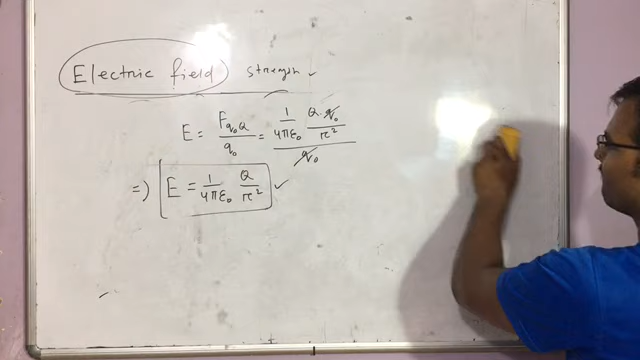 Electric field strength ✓
E = F_{q₀Q}/q₀ = (1/4πε₀ Q q₀/r²)/q₀
=) E = 1/4πε₀ Q/r² ✓